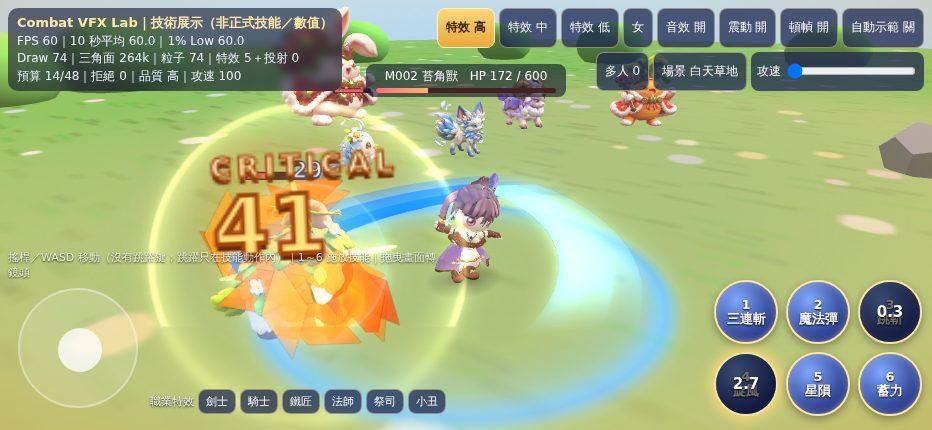 Combat VFX Lab｜技術展示（非正式技能／數值）
FPS 60｜10 秒平均 60.0｜1% Low 60.0
Draw 74｜三角面 264k｜粒子 74｜特效 5＋投射 0
預算 14/48｜拒絕 0｜品質 高｜攻速 100
特效 高
特效 中
特效 低
女
音效 開
震動 開
頓幀 開
自動示範 關
M002 苔角獸 HP 172 / 600
多人 0
場景 白天草地
攻速
CRITICAL
29
41
搖桿／WASD 移動（沒有跳躍鍵；跳躍只在技能動作內）｜1～6 施放技能｜拖曳畫面轉
鏡頭
1
三連斬
2
魔法彈
0.3
2.7
旋風
5
星隕
6
蓄力
職業特效
劍士
騎士
鐵匠
法師
祭司
小丑